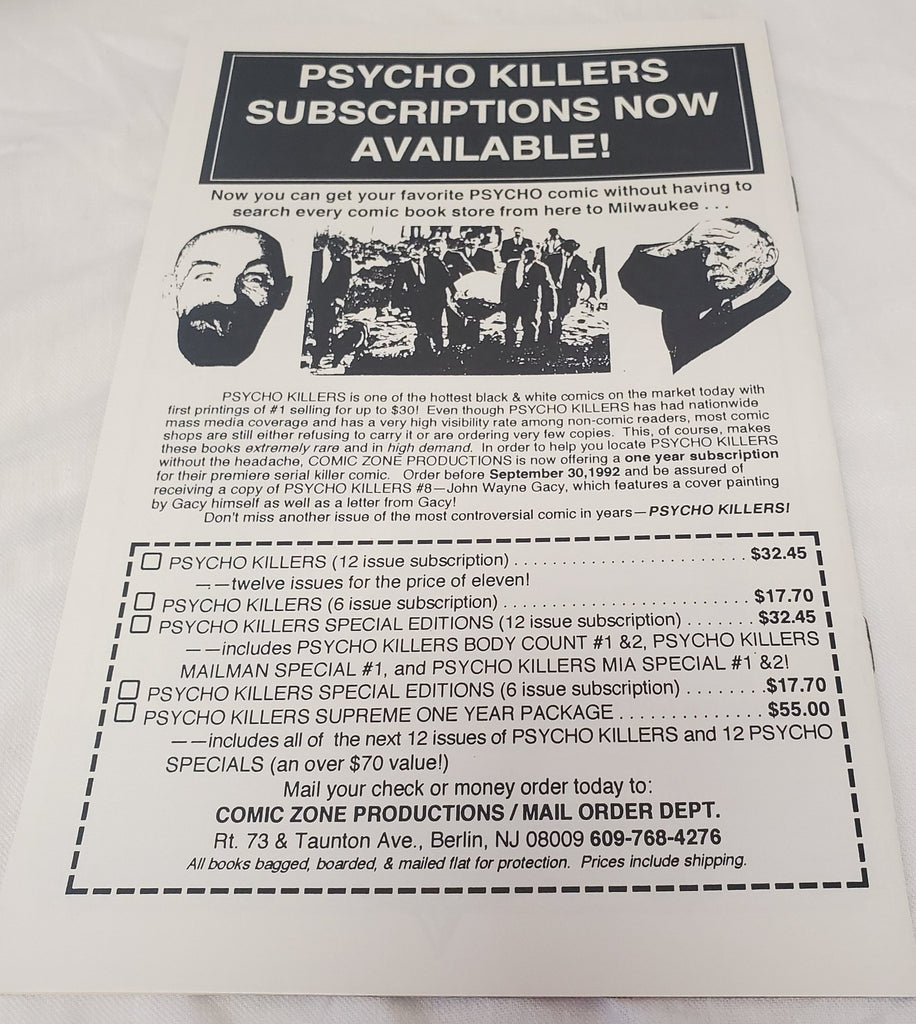 PSYCHO KILLERS
SUBSCRIPTIONS NOW
AVAILABLE!
Now you can get your favorite PSYCHO comic without having to
search every comic book store from here to Milwaukee . . .
PSYCHO KILLERS is one of the hottest black & white comics on the market today with
first printings of #1 selling for up to $30! Even though PSYCHO KILLERS has had nationwide
mass media coverage and has a very high visibility rate among non-comic readers, most comic
shops are still either refusing to carry it or are ordering very few copies. This, of course, makes
these books extremely rare and in high demand. In order to help you locate PSYCHO KILLERS
without the headache, COMIC ZONE PRODUCTIONS is now offering a one year subscription
for their premiere serial killer comic. Order before September 30,1992 and be assured of
receiving a copy of PSYCHO KILLERS #8—John Wayne Gacy, which features a cover painting
by Gacy himself as well as a letter from Gacy!
Don't miss another issue of the most controversial comic in years—PSYCHO KILLERS!
PSYCHO KILLERS (12 issue subscription) . . . . . . . . . . . . . . . . . . . . . . . $32.45
——twelve issues for the price of eleven!
PSYCHO KILLERS (6 issue subscription) . . . . . . . . . . . . . . . . . . . . . . . . $17.70
PSYCHO KILLERS SPECIAL EDITIONS (12 issue subscription) . . . . . . . $32.45
——includes PSYCHO KILLERS BODY COUNT #1 &2, PSYCHO KILLERS
MAILMAN SPECIAL #1, and PSYCHO KILLERS MIA SPECIAL #1 &2!
PSYCHO KILLERS SPECIAL EDITIONS (6 issue subscription) . . . . . . . . $17.70
PSYCHO KILLERS SUPREME ONE YEAR PACKAGE . . . . . . . . . . . . . . $55.00
——includes all of the next 12 issues of PSYCHO KILLERS and 12 PSYCHO
SPECIALS (an over $70 value!)
Mail your check or money order today to:
COMIC ZONE PRODUCTIONS / MAIL ORDER DEPT.
Rt. 73 & Taunton Ave., Berlin, NJ 08009 609-768-4276
All books bagged, boarded, & mailed flat for protection. Prices include shipping.